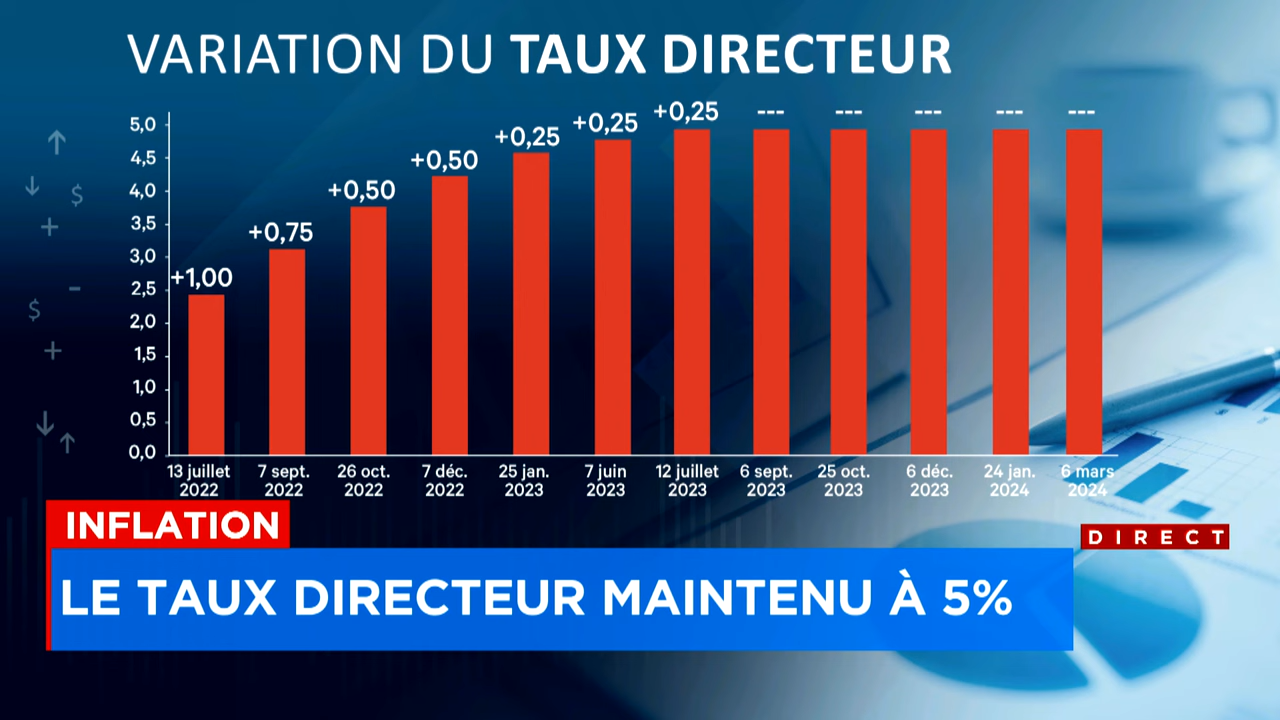 VARIATION DU TAUX DIRECTEUR
5,0
4,5
4,0
3,5
3,0
2,5
2,0
1,5
1,0
0,5
0,0
+1,00
+0,75
+0,50
+0,50
+0,25
+0,25
+0,25
---
---
---
---
---
13 juillet 2022
7 sept. 2022
26 oct. 2022
7 déc. 2022
25 jan. 2023
7 juin 2023
12 juillet 2023
6 sept. 2023
25 oct. 2023
6 déc. 2023
24 jan. 2024
6 mars 2024
INFLATION
DIRECT
LE TAUX DIRECTEUR MAINTENU À 5%